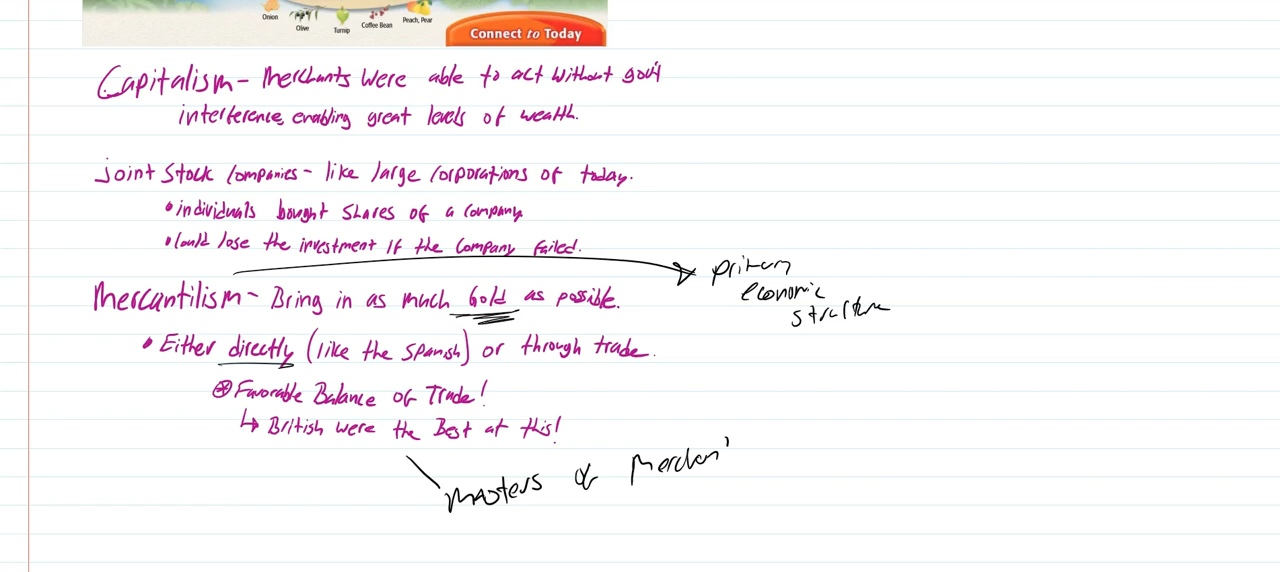 Onion
Olive
Turnip
Coffee Bean
Peach, Pear
Connect to Today
Capitalism - Merchants were able to act without gov't
interference, enabling great levels of wealth.
Joint Stock Companies - like large corporations of today.
• individuals bought shares of a company
• Could lose the investment if the company failed.
primary
economic
structure
Mercantilism - Bring in as much Gold as possible.
• Either directly (like the Spanish) or through trade.
⊛ Favorable Balance of Trade!
↳ British were the Best at this!
Masters of